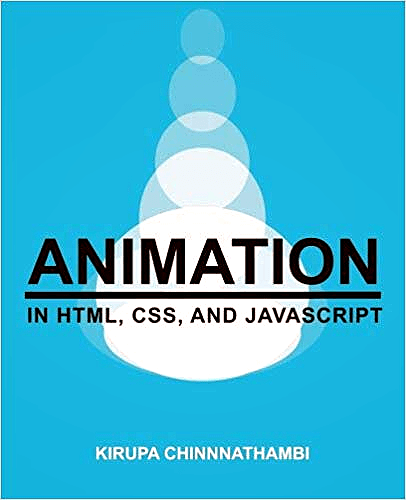 ANIMATION
IN HTML, CSS, AND JAVASCRIPT
KIRUPA CHINNNATHAMBI